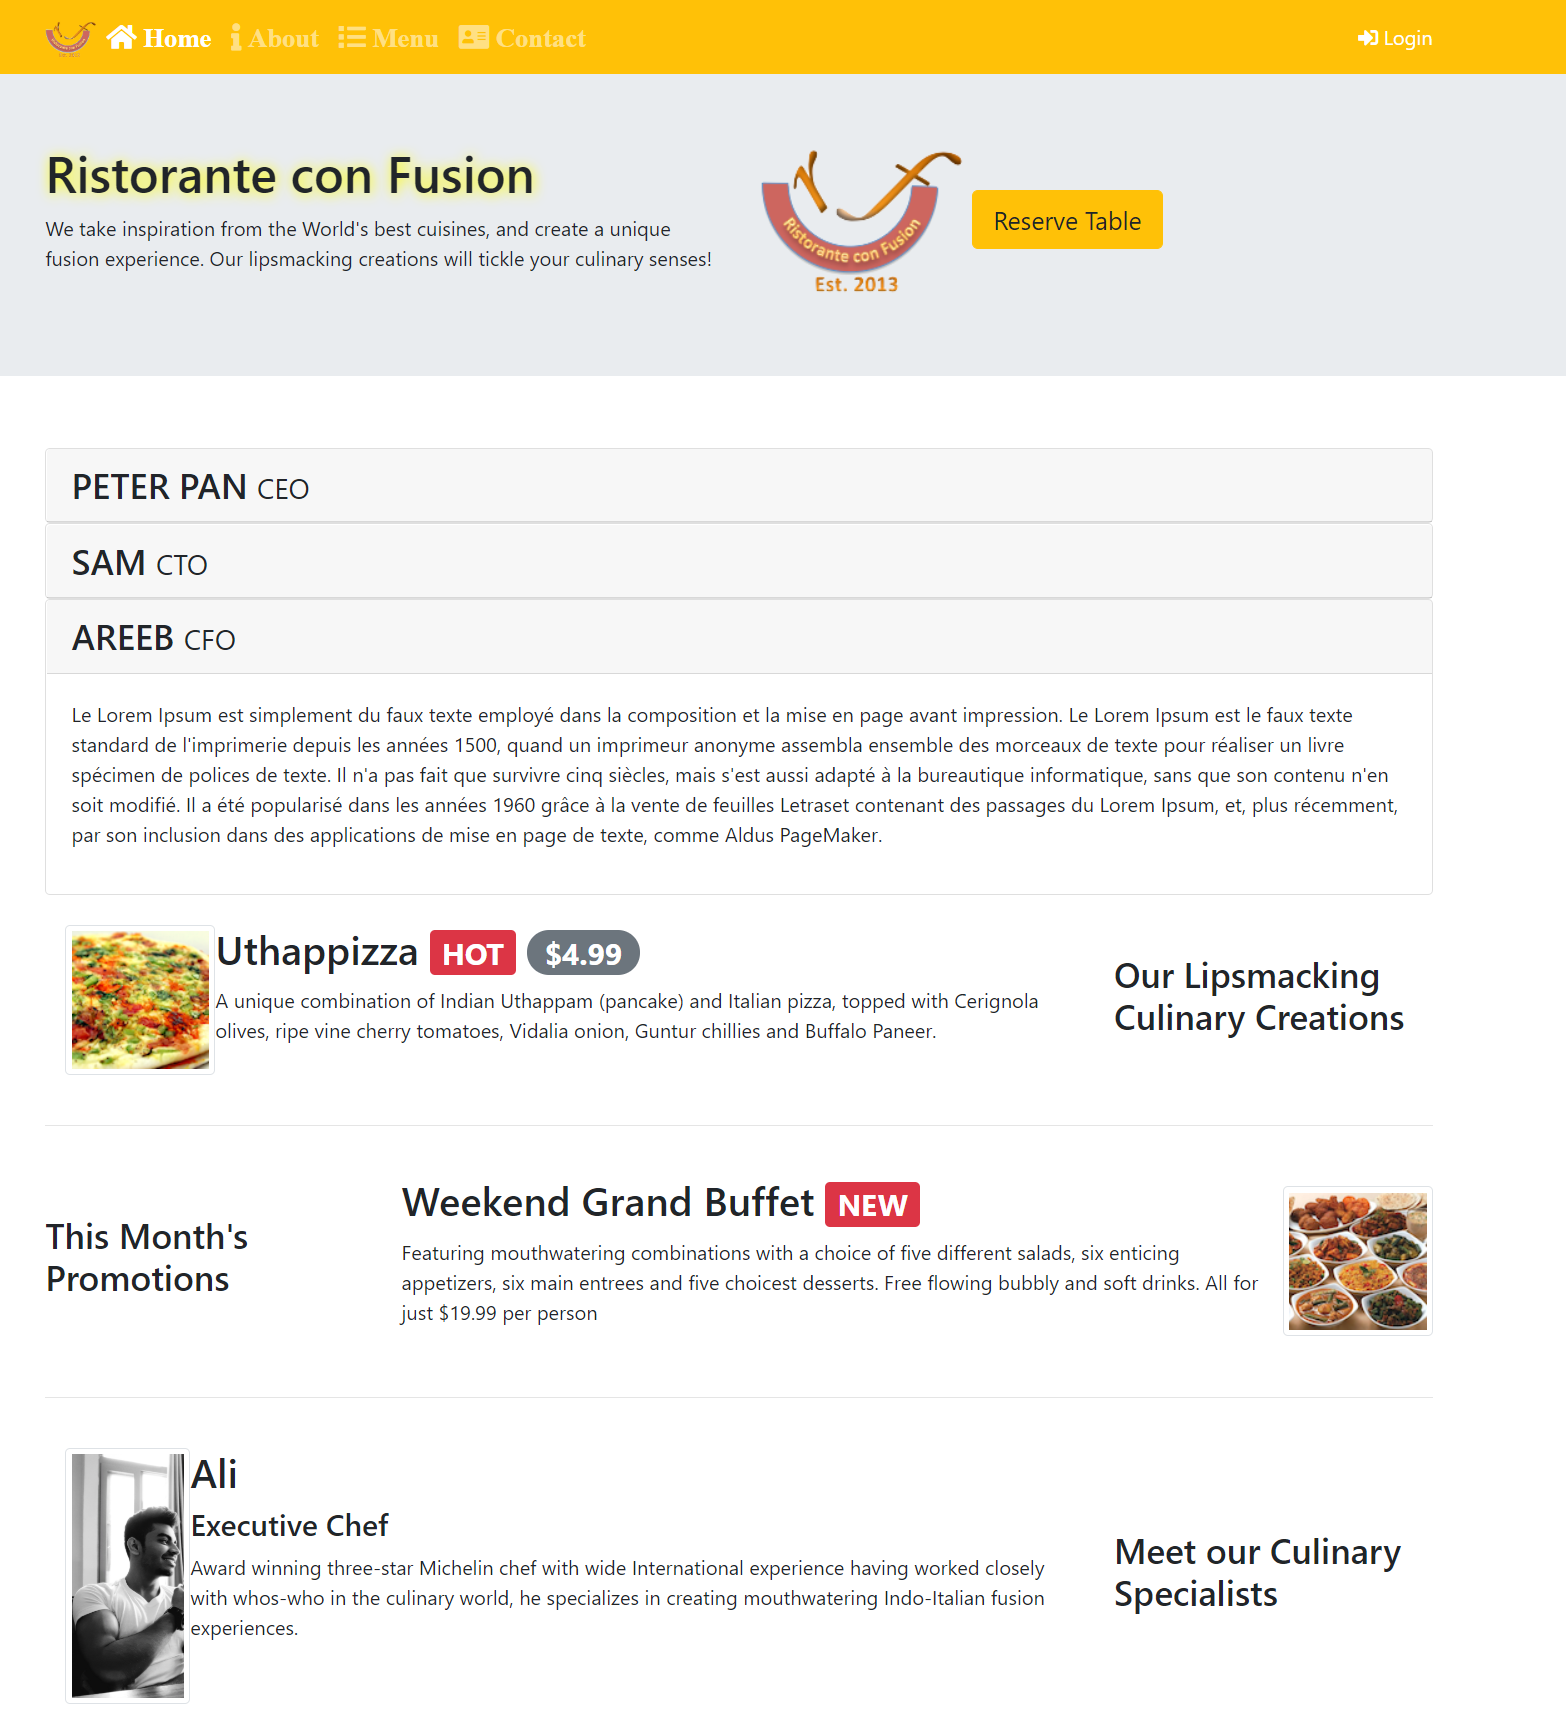 Home About Menu Contact Login
Ristorante con Fusion
We take inspiration from the World's best cuisines, and create a unique
fusion experience. Our lipsmacking creations will tickle your culinary senses!
Ristorante con Fusion
Est. 2013
Reserve Table
PETER PAN CEO
SAM CTO
AREEB CFO
Le Lorem Ipsum est simplement du faux texte employé dans la composition et la mise en page avant impression. Le Lorem Ipsum est le faux texte
standard de l'imprimerie depuis les années 1500, quand un imprimeur anonyme assembla ensemble des morceaux de texte pour réaliser un livre
spécimen de polices de texte. Il n'a pas fait que survivre cinq siècles, mais s'est aussi adapté à la bureautique informatique, sans que son contenu n'en
soit modifié. Il a été popularisé dans les années 1960 grâce à la vente de feuilles Letraset contenant des passages du Lorem Ipsum, et, plus récemment,
par son inclusion dans des applications de mise en page de texte, comme Aldus PageMaker.
Uthappizza HOT $4.99
A unique combination of Indian Uthappam (pancake) and Italian pizza, topped with Cerignola
olives, ripe vine cherry tomatoes, Vidalia onion, Guntur chillies and Buffalo Paneer.
Our Lipsmacking
Culinary Creations
This Month's
Promotions
Weekend Grand Buffet NEW
Featuring mouthwatering combinations with a choice of five different salads, six enticing
appetizers, six main entrees and five choicest desserts. Free flowing bubbly and soft drinks. All for
just $19.99 per person
Ali
Executive Chef
Award winning three-star Michelin chef with wide International experience having worked closely
with whos-who in the culinary world, he specializes in creating mouthwatering Indo-Italian fusion
experiences.
Meet our Culinary
Specialists